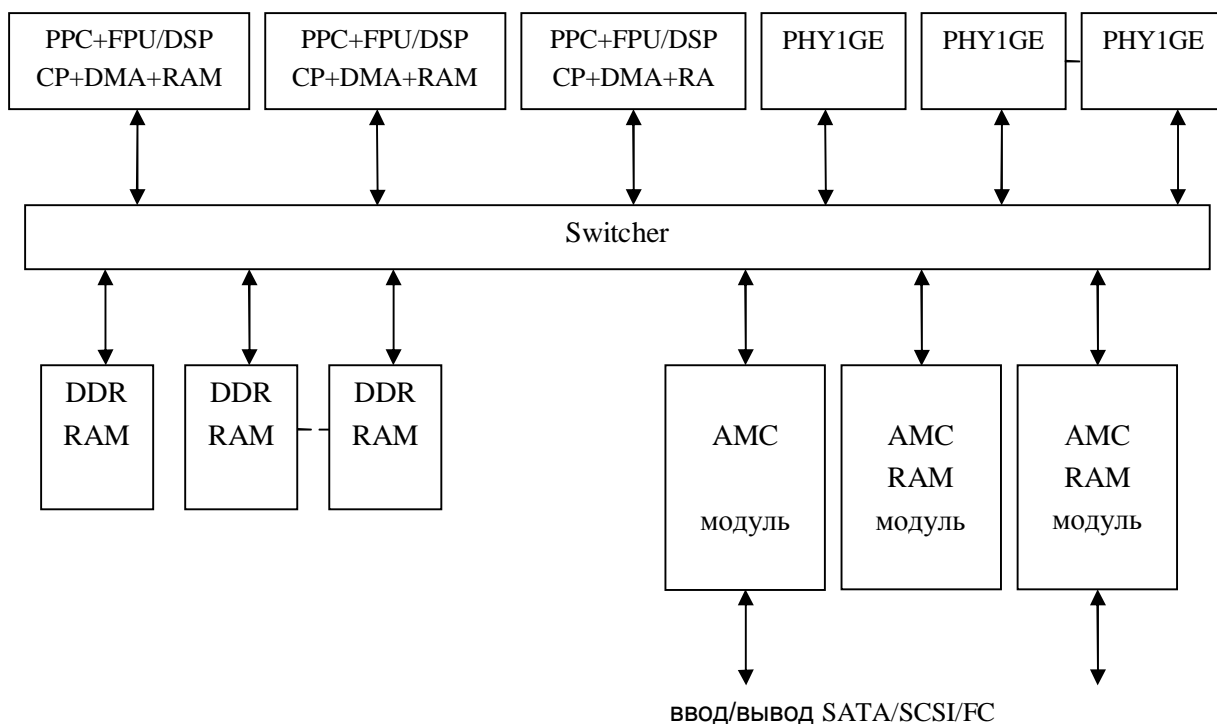 PPC+FPU/DSP
CP+DMA+RAM
PPC+FPU/DSP
CP+DMA+RAM
PPC+FPU/DSP
CP+DMA+RA
PHY1GE
PHY1GE
PHY1GE
Switcher
DDR
RAM
DDR
RAM
DDR
RAM
AMC
модуль
AMC
RAM
модуль
AMC
RAM
модуль
ввод/вывод SATA/SCSI/FC